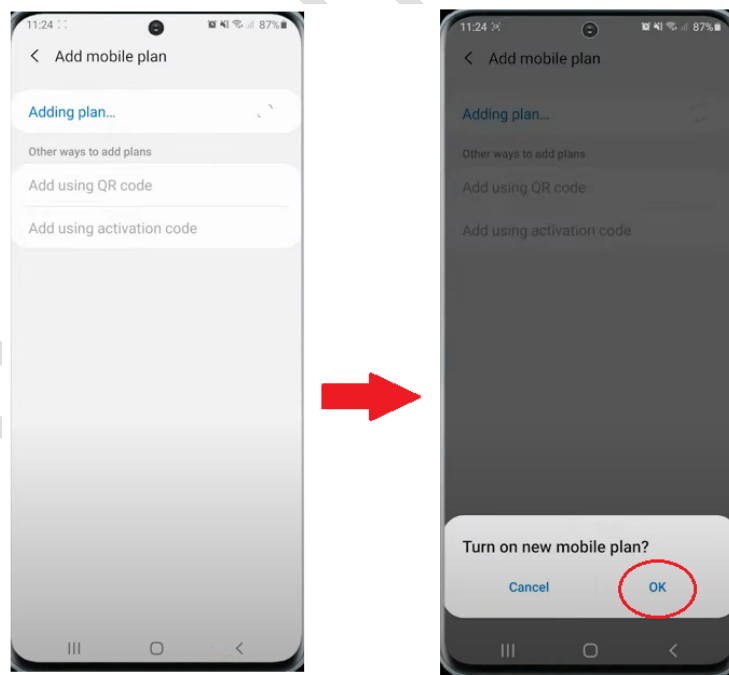 11:24
87%
Add mobile plan
Adding plan...
Other ways to add plans
Add using QR code
Add using activation code
11:24
87%
Add mobile plan
Adding plan...
Other ways to add plans
Add using QR code
Add using activation code
Turn on new mobile plan?
Cancel
OK